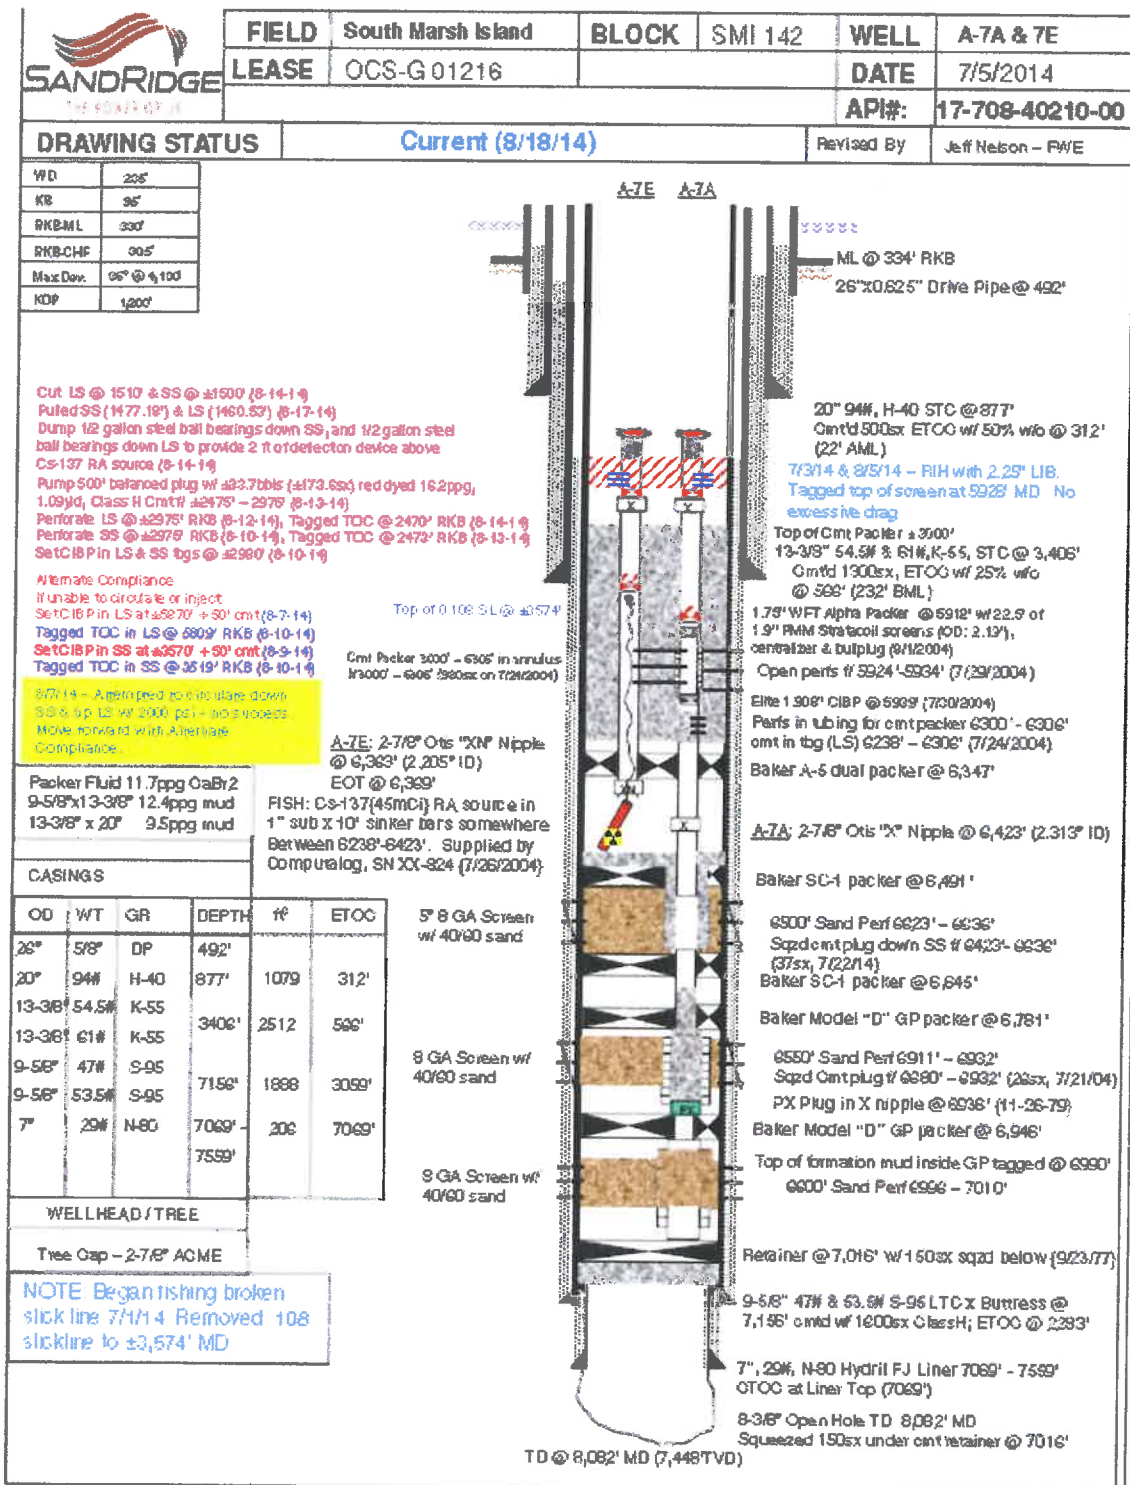 SANDRIDGE
FIELD South Marsh Island BLOCK SMI 142 WELL A-7A & 7E
LEASE OCS-G 01216 DATE 7/5/2014
API#: 17-708-40210-00
DRAWING STATUS Current (8/18/14) Revised By Jeff Nelson – FWE
WD 235'
KB 95'
RKB-ML 330'
RKB-CHF 305'
Max Dev. @ 4,100'
KOP 1,200'
A-7E A-7A
ML @ 334' RKB
26"x0.625" Drive Pipe @ 492'
Cut LS @ 1510' & SS @ ±1500' (8-14-14)
Pulled SS (1477.19') & LS (1460.53') (8-17-14)
Dump 1/2 gallon steel ball bearings down SS, and 1/2 gallon steel
ball bearings down LS to provide 2 ft of detection device above
Cs-137 RA source (8-14-14)
Pump 500' balanced plug w/ ±33.7bbls (±173.6sx) red dyed 16.2ppg,
1.09yld, Class H Cmt f/ ±2475' – 2975' (8-13-14)
Perforate LS @ ±2975' RKB (8-12-14), Tagged TOC @ 2470' RKB (8-14-14)
Perforate SS @ ±2975' RKB (8-10-14), Tagged TOC @ 2473' RKB (8-13-14)
Set CIBP in LS & SS tbgs @ ±2990' (8-10-14)
Alternate Compliance
If unable to circulate or inject
Set CIBP in LS at ±5870' + 50' cmt (8-7-14)
Tagged TOC in LS @ 5809' RKB (8-10-14)
Set CIBP in SS at ±3570' + 50' cmt (8-9-14)
Tagged TOC in SS @ 3519' RKB (8-10-14)
8/7/14 – Attempted to circulate down
SS & up LS w/ 2000 psi – no success.
Move forward with Alternate
Compliance.
20" 94#, H-40 STC @ 877'
Cmt'd 500sx ETOC w/ 50% w/o @ 312'
(22' AML)
7/3/14 & 8/5/14 – RIH with 2.25" LIB.
Tagged top of screen at 5928' MD No
excessive drag
Top of Cmt Packer ± 3000'
13-3/8" 54.5# & 61#, K-55, STC @ 3,406'
Cmt'd 1300sx, ETOC w/ 25% w/o
@ 566' (232' BML)
1.75" WFT Alpha Packer @ 5912' w/ 22.5' of
1.9" PMM Stratacoil screens (OD: 2.13"),
centralizer & bullplug (8/1/2004)
Open perfs f/ 5924'-5934' (7/29/2004)
Elite 1.906" CIBP @ 5939' (7/30/2004)
Perfs in tubing for cmt packer 6300' - 6306'
cmt in tbg (LS) 6238' – 6306' (7/24/2004)
Baker A-5 dual packer @ 6,347'
Top of 0.108 SL @ ±3574'
Cmt Packer 3000' – 6306' in annulus
f/3000' – 6306' (980sx on 7/24/2004)
A-7E: 2-7/8" Otis "XN" Nipple
@ 6,363' (2.205" ID)
EOT @ 6,369'
FISH: Cs-137(45mCi) RA source in
1" sub x 10' sinker bars somewhere
Between 6238'-6423'. Supplied by
Computalog, SN XX-824 (7/26/2004)
A-7A: 2-7/8" Otis "X" Nipple @ 6,423' (2.313" ID)
X
X
XN
X
PX
Packer Fluid 11.7ppg CaBr2
9-5/8"x13-3/8" 12.4ppg mud
13-3/8" x 20" 9.5ppg mud
CASINGS
OD WT GR DEPTH ft³ ETOC
26" 5/8" DP 492'
20" 94# H-40 877' 1079 312'
13-3/8" 54.5# K-55
3406' 2512 566'
13-3/8" 61# K-55
9-5/8" 47# S-95
7156' 1888 3059'
9-5/8" 53.5# S-95
7" 29# N-80 7069' - 7559' 206 7069'
WELLHEAD / TREE
Tree Cap – 2-7/8" ACME
NOTE: Began fishing broken
slick line 7/1/14 Removed 108
slickline to ±3,574' MD
5" 8 GA Screen
w/ 40/60 sand
8 GA Screen w/
40/60 sand
8 GA Screen w/
40/60 sand
Baker SC-1 packer @ 6,491'
6500' Sand Perf 6623' – 6636'
Sqzd cmt plug down SS f/ 6423'- 6636'
(37sx, 7/22/14)
Baker SC-1 packer @ 6,645'
Baker Model "D" GP packer @ 6,781'
6550' Sand Perf 6911' – 6932'
Sqzd Cmt plug f/ 6680' – 6932' (26sx, 7/21/04)
PX Plug in X nipple @ 6936' (11-26-79)
Baker Model "D" GP packer @ 6,946'
Top of formation mud inside GP tagged @ 6990'
6600' Sand Perf 6996 – 7010'
Retainer @ 7,016' w/ 150sx sqzd below (9/23/77)
9-5/8" 47# & 53.5# S-95 LTC x Buttress @
7,156' cmtd w/ 1600sx Class H; ETOC @ 2283'
7", 29#, N-80 Hydril FJ Liner 7069' - 7559'
CTOC at Liner Top (7069')
8-3/8" Open Hole TD 8,082' MD
Squeezed 150sx under cmt retainer @ 7016'
TD @ 8,082' MD (7,448' TVD)